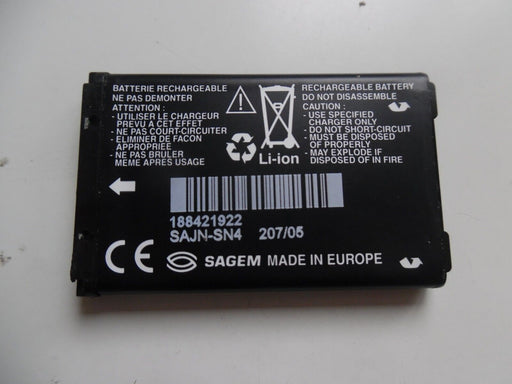 BATTERIE RECHARGEABLE
NE PAS DEMONTER
ATTENTION :
- UTILISER LE CHARGEUR
PREVU A CET EFFET
- NE PAS COURT-CIRCUITER
- ELIMINER DE FACON
APPROPRIEE
- NE PAS BRULER
MEME APRES USAGE
Li-ion
RECHARGEABLE BATTERY
DO NOT DISASSEMBLE
CAUTION :
- USE SPECIFIED
CHARGER ONLY
- DO NOT SHORT-CIRCUIT
- MUST BE DISPOSED
OF PROPERLY
- MUST NOT BE
DISPOSED OF IN FIRE
188421922
SAJN-SN4 207/05
CE SAGEM MADE IN EUROPE